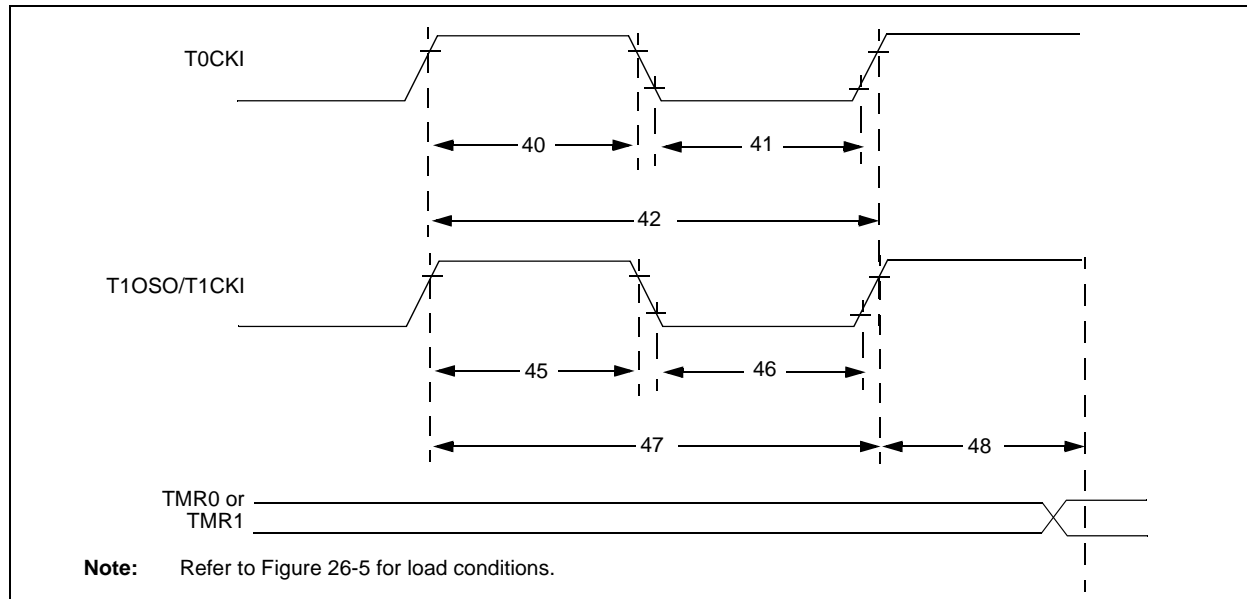 T0CKI
40
41
42
T1OSO/T1CKI
45
46
47
48
TMR0 or
TMR1
Note: Refer to Figure 26-5 for load conditions.